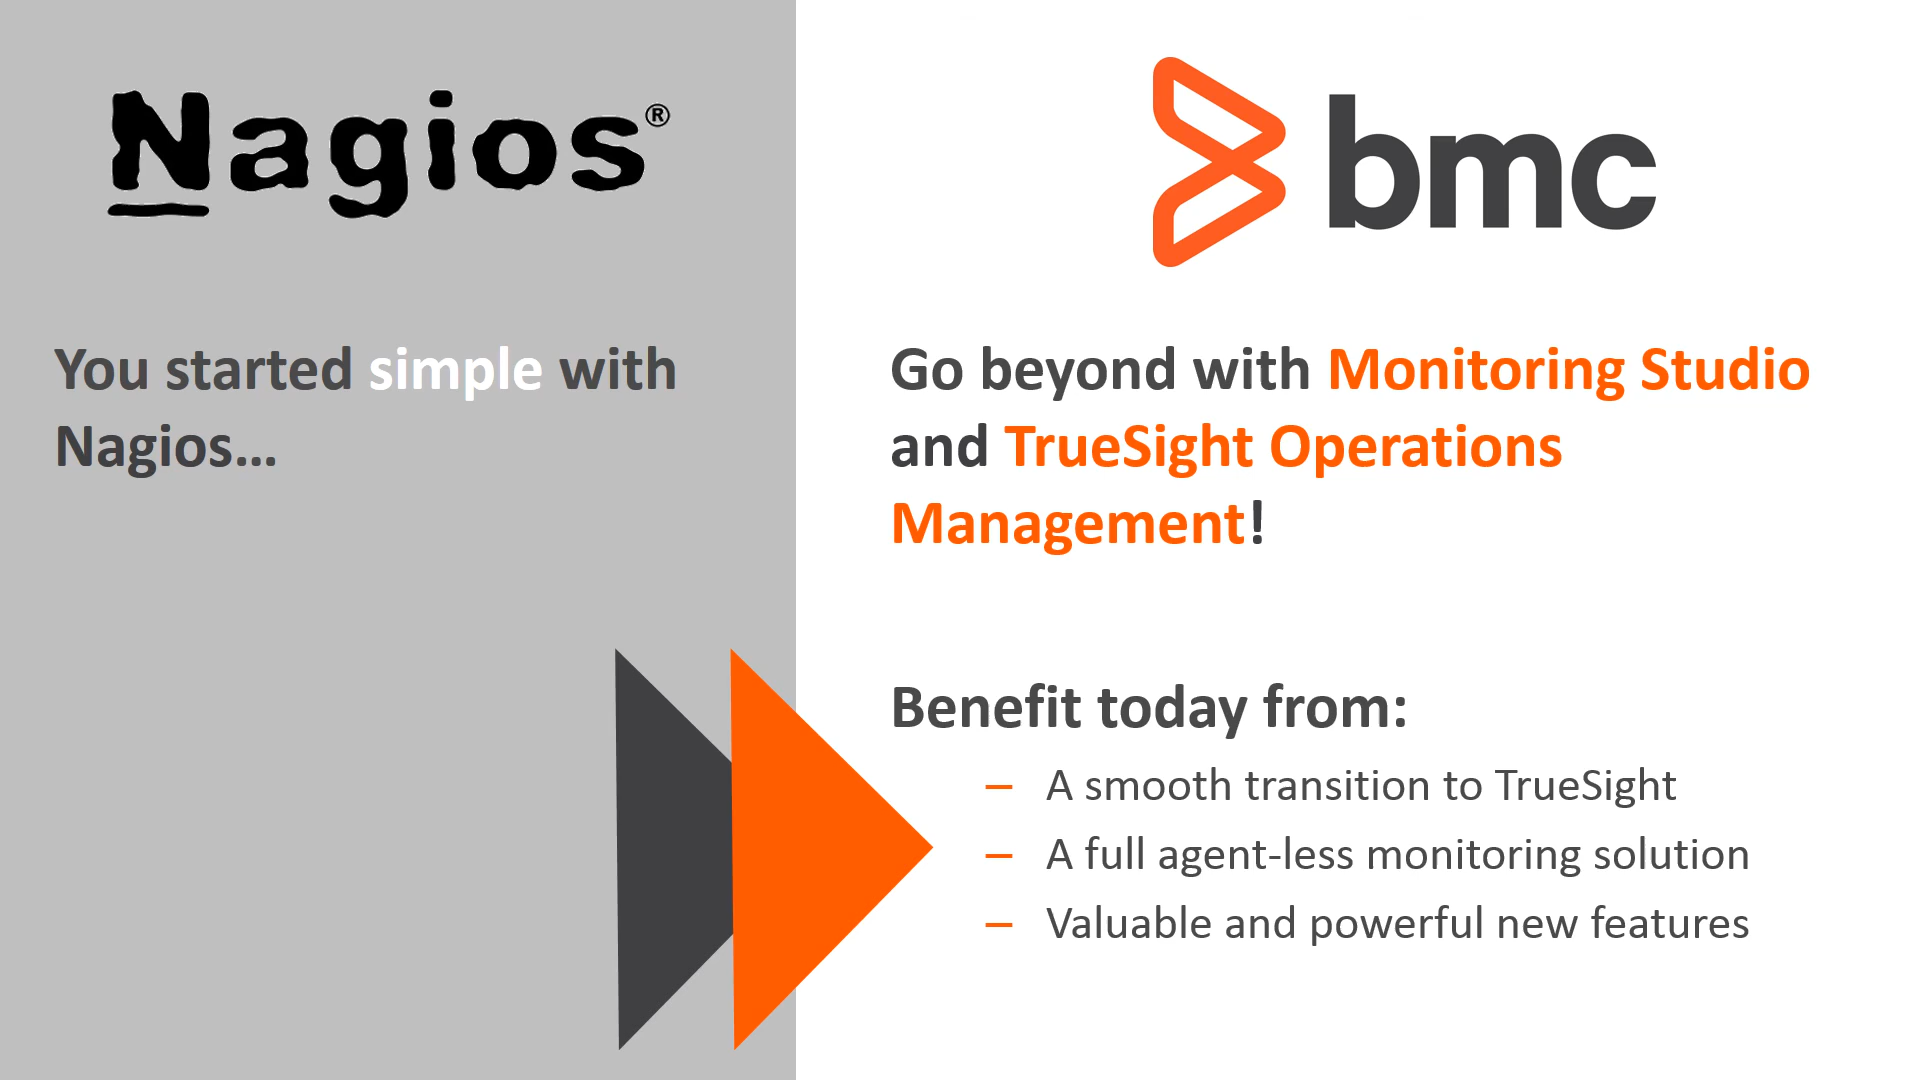 Nagios®
You started simple with
Nagios...
bmc
Go beyond with Monitoring Studio
and TrueSight Operations
Management!
Benefit today from:
– A smooth transition to TrueSight
– A full agent-less monitoring solution
– Valuable and powerful new features